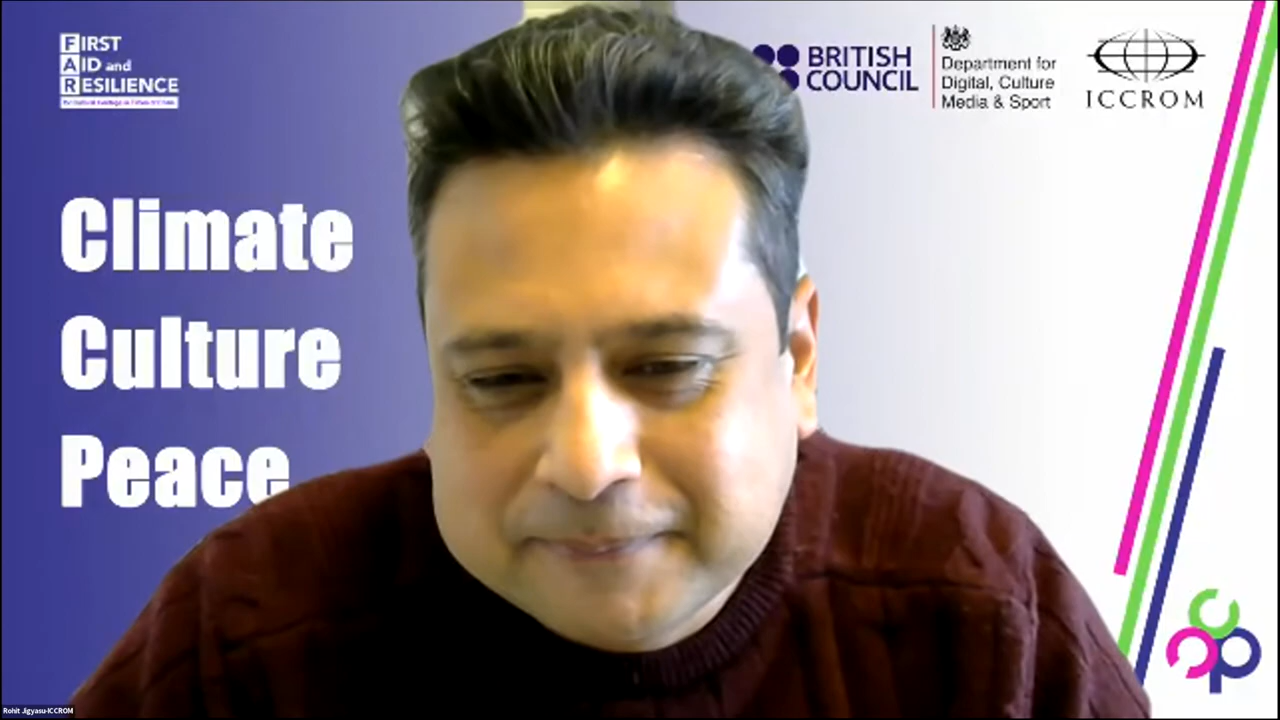 FIRST
AID and
RESILIENCE
BRITISH
COUNCIL
Department for
Digital, Culture
Media & Sport
ICCROM
Climate
Culture
Peace
Rohit Jigyasu-ICCROM